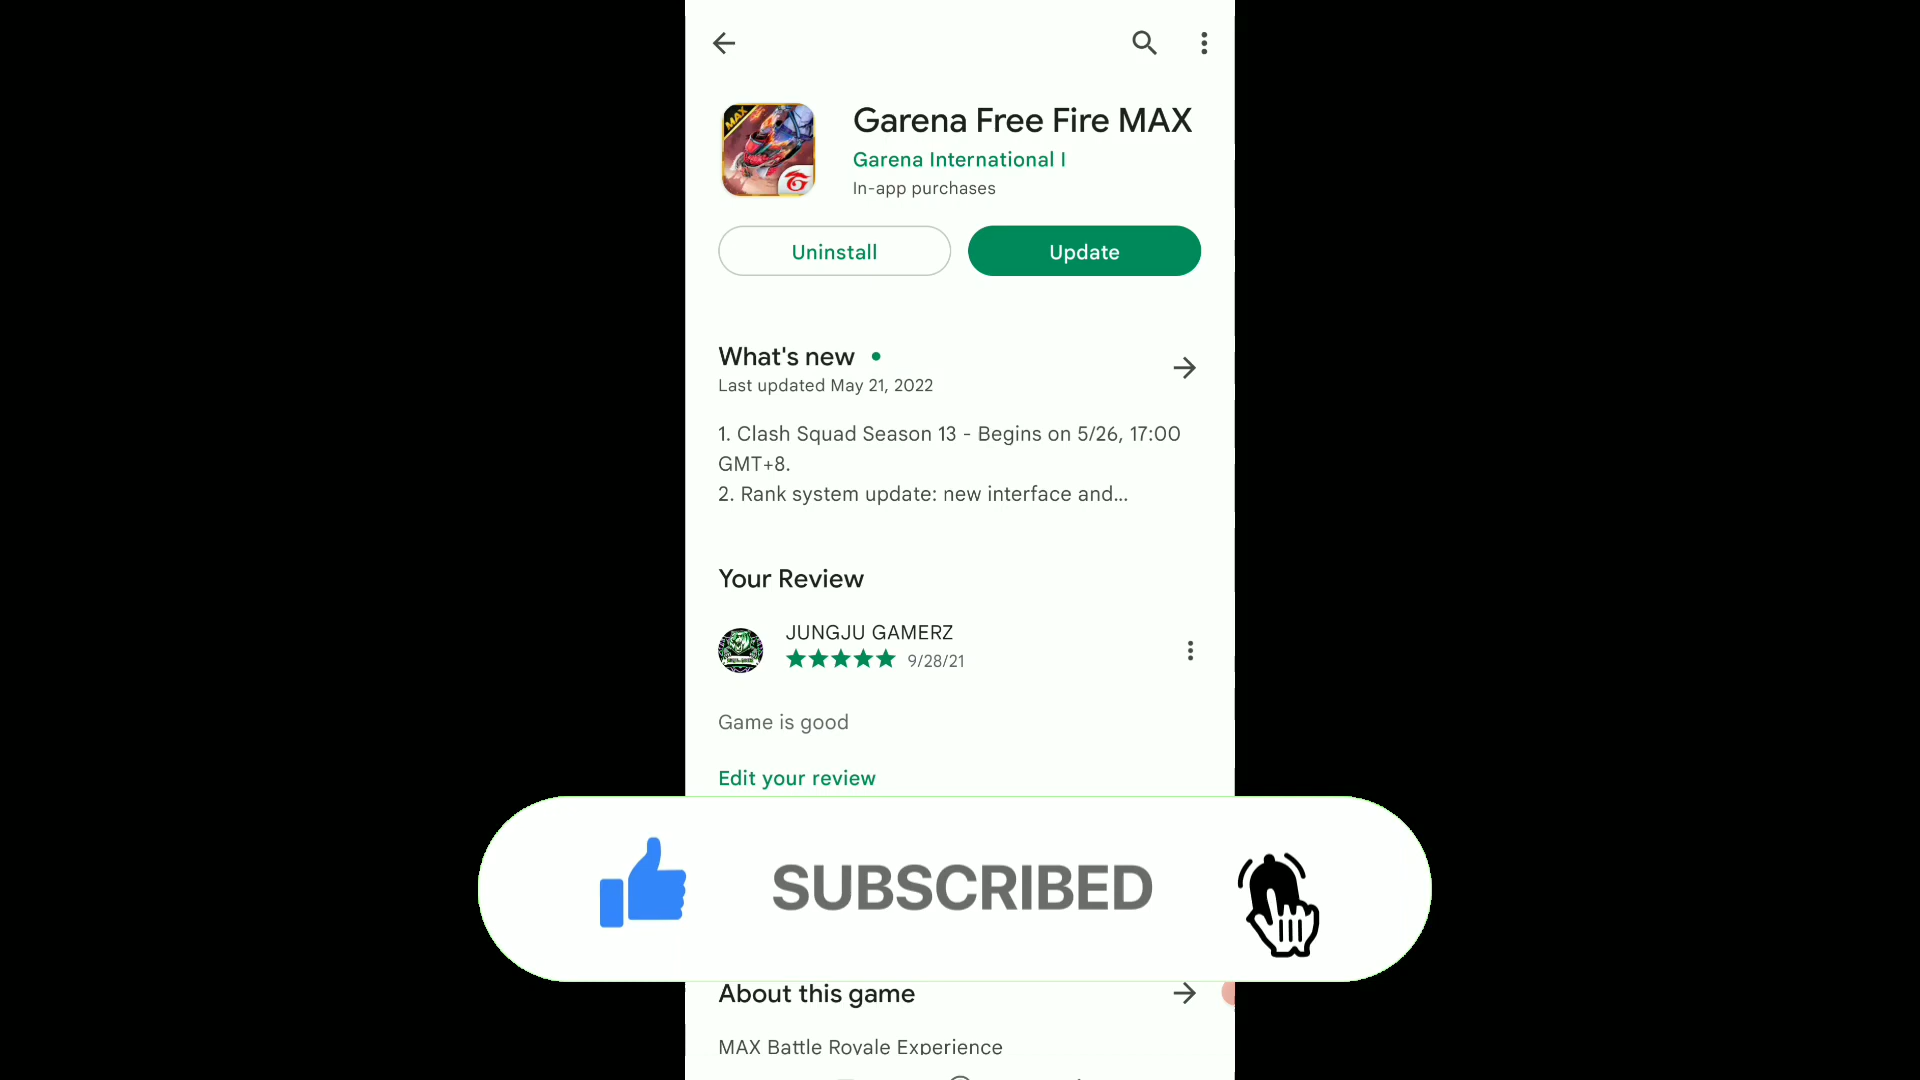 Garena Free Fire MAX
MAX
Garena International I
In-app purchases
Uninstall
Update
What's new
Last updated May 21, 2022
1. Clash Squad Season 13 - Begins on 5/26, 17:00
GMT+8.
2. Rank system update: new interface and...
Your Review
JUNGJU GAMERZ
9/28/21
Game is good
Edit your review
SUBSCRIBED
About this game
MAX Battle Royale Experience